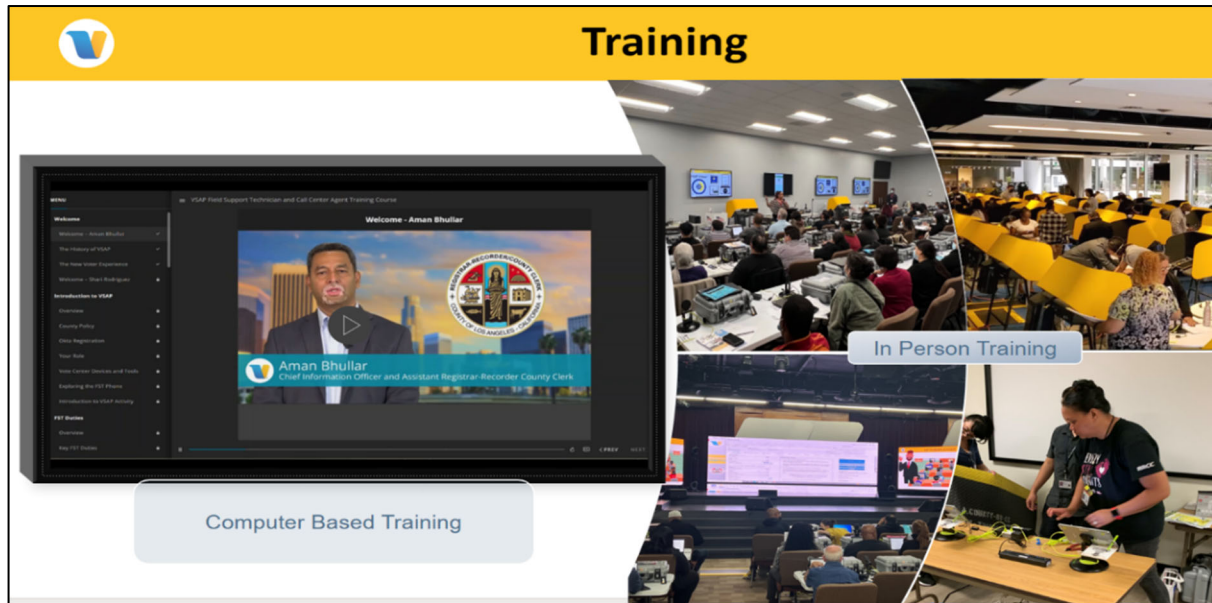 Training
MENU
VSAP Field Support Technician and Call Center Agent Training Course
Welcome
Welcome - Aman Bhullar
The History of VSAP
The New Voter Experience
Welcome - Shari Rodriguez
Introduction to VSAP
Overview
County Policy
Okta Registration
Your Role
Vote Center Devices and Tools
Exploring the FST Phone
Introduction to VSAP Activity
FST Duties
Overview
Key FST Duties
Welcome - Aman Bhullar
REGISTRAR-RECORDER/COUNTY CLERK
COUNTY OF LOS ANGELES - CALIFORNIA
Aman Bhullar
Chief Information Officer and Assistant Registrar-Recorder County Clerk
PREV
NEXT
Computer Based Training
In Person Training